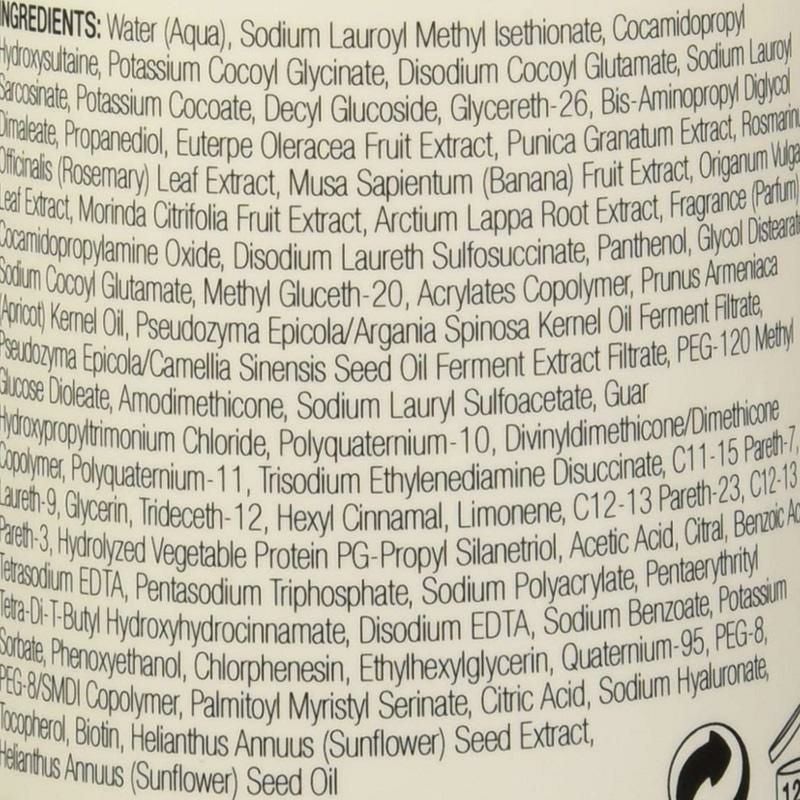 INGREDIENTS: Water (Aqua), Sodium Lauroyl Methyl Isethionate, Cocamidopropyl
Hydroxysultaine, Potassium Cocoyl Glycinate, Disodium Cocoyl Glutamate, Sodium Lauroyl
Sarcosinate, Potassium Cocoate, Decyl Glucoside, Glycereth-26, Bis-Aminopropyl Diglycol
Dimaleate, Propanediol, Euterpe Oleracea Fruit Extract, Punica Granatum Extract, Rosmarinu
Officinalis (Rosemary) Leaf Extract, Musa Sapientum (Banana) Fruit Extract, Origanum Vulga
Leaf Extract, Morinda Citrifolia Fruit Extract, Arctium Lappa Root Extract, Fragrance (Parfum)
Cocamidopropylamine Oxide, Disodium Laureth Sulfosuccinate, Panthenol, Glycol Distearat
Sodium Cocoyl Glutamate, Methyl Gluceth-20, Acrylates Copolymer, Prunus Armeniaca
(Apricot) Kernel Oil, Pseudozyma Epicola/Argania Spinosa Kernel Oil Ferment Filtrate,
Pseudozyma Epicola/Camellia Sinensis Seed Oil Ferment Extract Filtrate, PEG-120 Methyl
Glucose Dioleate, Amodimethicone, Sodium Lauryl Sulfoacetate, Guar
Hydroxypropyltrimonium Chloride, Polyquaternium-10, Divinyldimethicone/Dimethicone
Copolymer, Polyquaternium-11, Trisodium Ethylenediamine Disuccinate, C11-15 Pareth-7,
Laureth-9, Glycerin, Trideceth-12, Hexyl Cinnamal, Limonene, C12-13 Pareth-23, C12-13
Pareth-3, Hydrolyzed Vegetable Protein PG-Propyl Silanetriol, Acetic Acid, Citral, Benzoic Ac
Tetrasodium EDTA, Pentasodium Triphosphate, Sodium Polyacrylate, Pentaerythrityl
Tetra-Di-T-Butyl Hydroxyhydrocinnamate, Disodium EDTA, Sodium Benzoate, Potassium
Sorbate, Phenoxyethanol, Chlorphenesin, Ethylhexylglycerin, Quaternium-95, PEG-8,
PEG-8/SMDI Copolymer, Palmitoyl Myristyl Serinate, Citric Acid, Sodium Hyaluronate,
Tocopherol, Biotin, Helianthus Annuus (Sunflower) Seed Extract,
Helianthus Annuus (Sunflower) Seed Oil
12